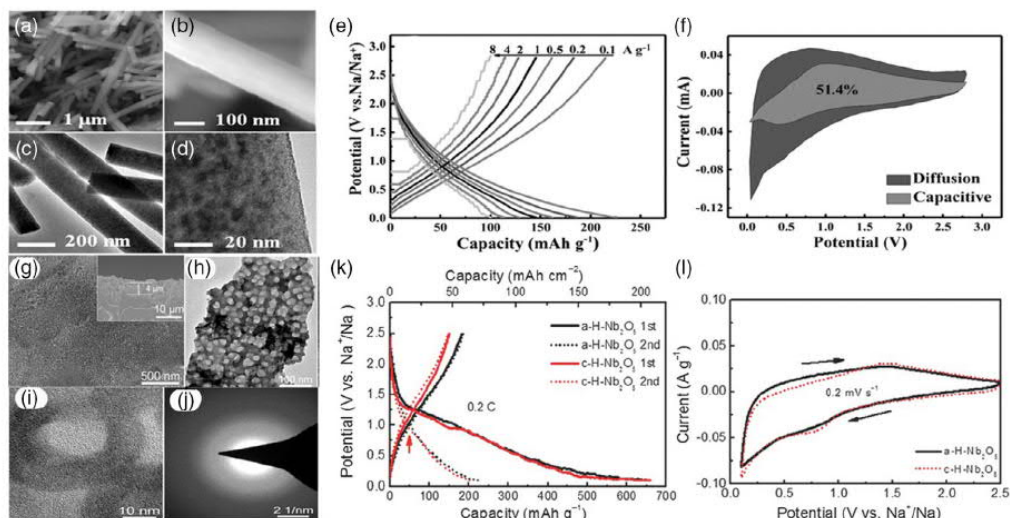 (a)
1 μm
(b)
100 nm
(c)
200 nm
(d)
20 nm
(e)
Potential (V vs.Na/Na+)
3.0
2.5
2.0
1.5
1.0
0.5
0.0
8 4 2 1 0.5 0.2 0.1 A g⁻¹
0 50 100 150 200 250
Capacity (mAh g⁻¹)
(f)
Current (mA)
0.04
0.00
-0.04
-0.08
-0.12
51.4%
Diffusion
Capacitive
0.0 0.5 1.0 1.5 2.0 2.5 3.0
Potential (V)
(g)
4 μm
10 μm
500 nm
(h)
100 nm
(i)
10 nm
(j)
2 1/nm
(k)
Capacity (mAh cm⁻²)
0 50 100 150 200
Potential (V Vs. Na⁺/Na)
3.0
2.5
2.0
1.5
1.0
0.5
0.0
a-H-Nb₂O₅ 1st
a-H-Nb₂O₅ 2nd
c-H-Nb₂O₅ 1st
c-H-Nb₂O₅ 2nd
0.2 C
0 100 200 300 400 500 600 700
Capacity (mAh g⁻¹)
(l)
Current (A g⁻¹)
0.10
0.05
0.00
-0.05
-0.10
0.2 mV s⁻¹
a-H-Nb₂O₅
c-H-Nb₂O₅
0.0 0.5 1.0 1.5 2.0 2.5
Potential (V Vs. Na⁺/Na)